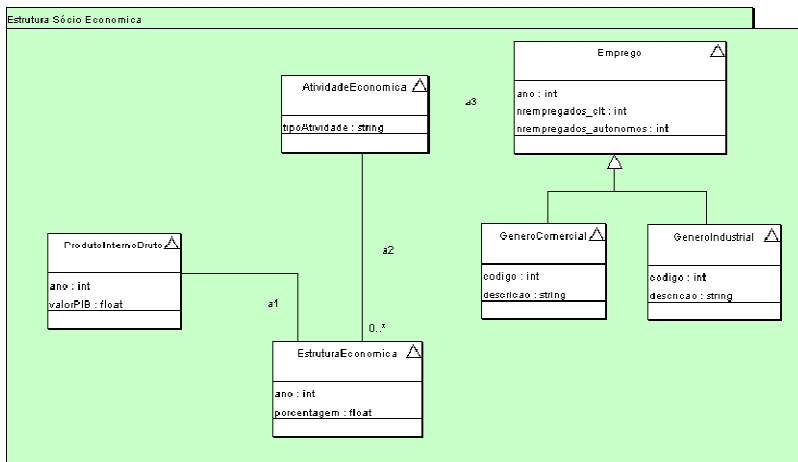 Estrutura Sócio Economica
Emprego
ano : int
nrempregados_clt : int
nrempregados_autonomos : int
AtividadeEconomica
tipoAtividade : string
a3
ProdutoInternoBruto
ano : int
valorPIB : float
a2
a1
0..*
GeneroComercial
codigo : int
descricao : string
GeneroIndustrial
codigo : int
descricao : string
EstruturaEconomica
ano : int
porcentagem : float